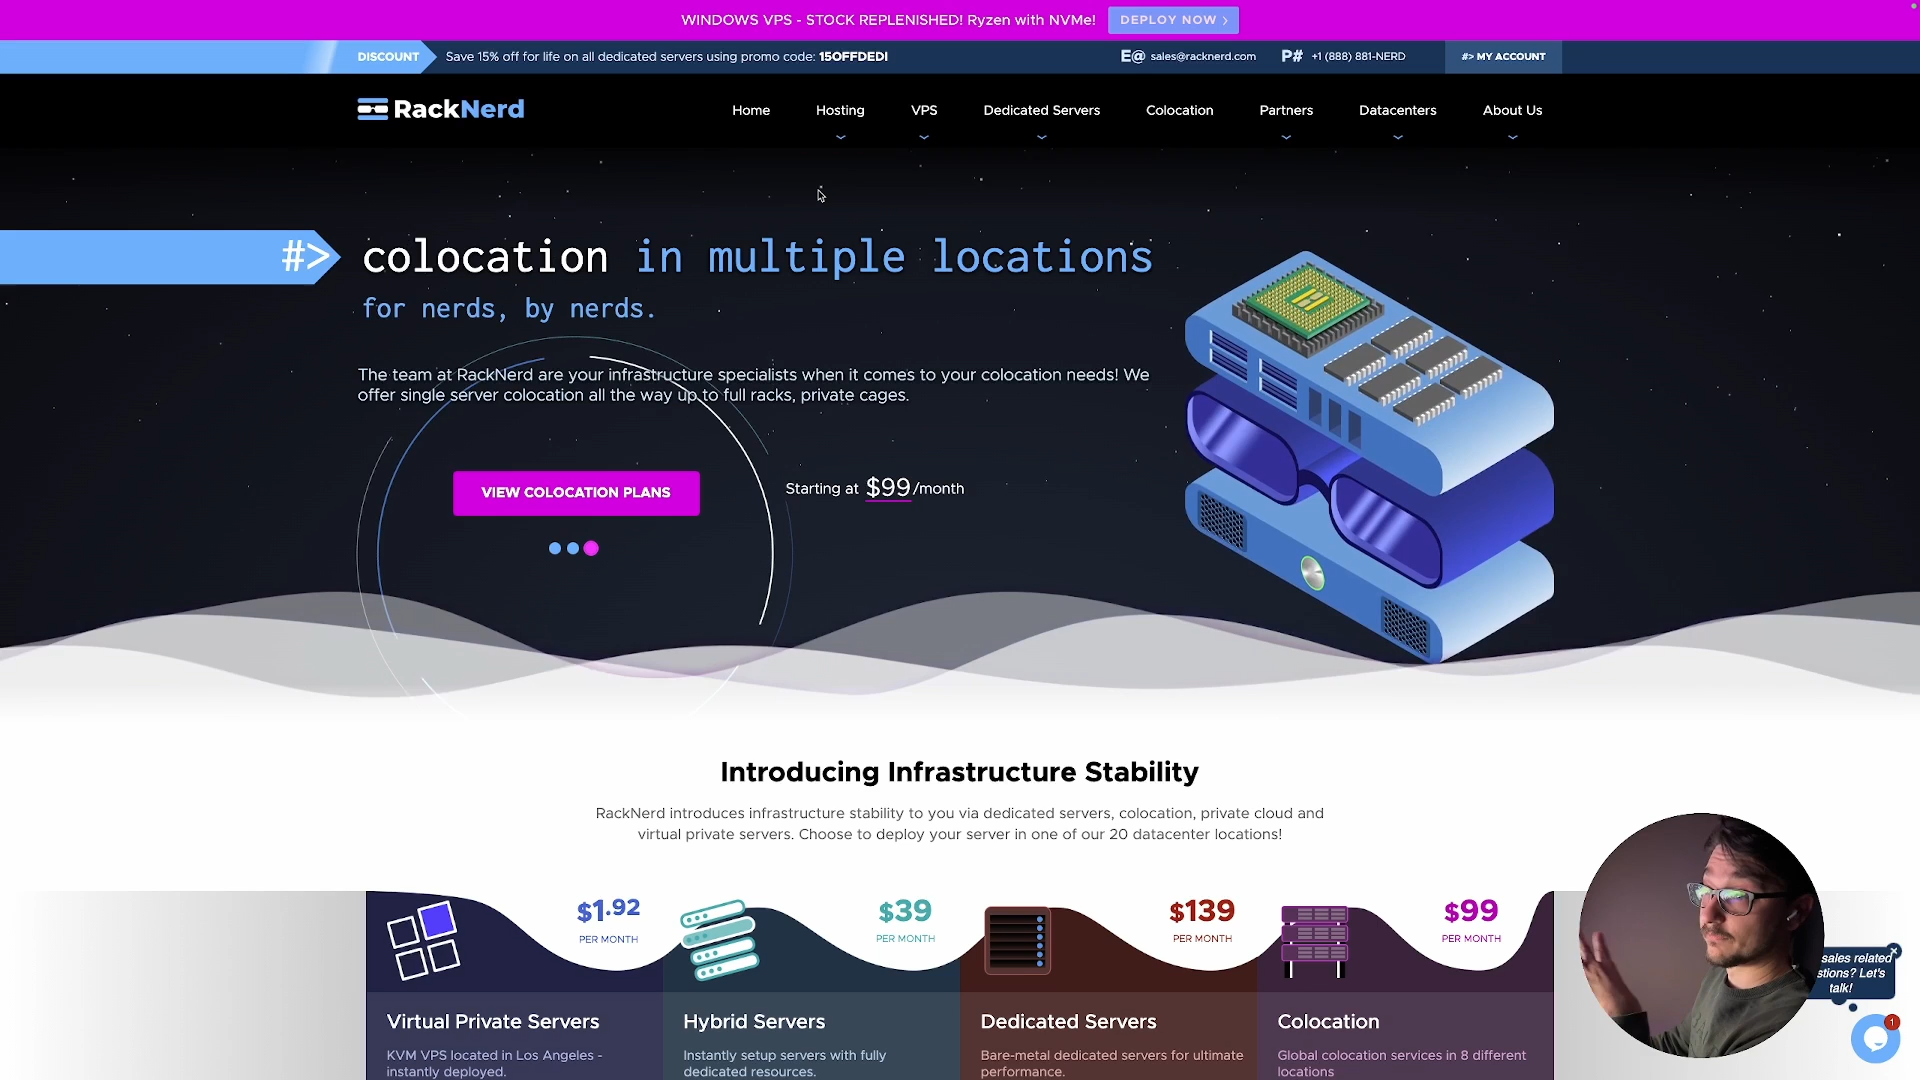 WINDOWS VPS - STOCK REPLENISHED! Ryzen with NVMe!
DEPLOY NOW
DISCOUNT
Save 15% off for life on all dedicated servers using promo code: 15OFFDEDI
E@ sales@racknerd.com
P# +1 (888) 881-NERD
#> MY ACCOUNT
RackNerd
Home
Hosting
VPS
Dedicated Servers
Colocation
Partners
Datacenters
About Us
#> colocation in multiple locations
for nerds, by nerds.
The team at RackNerd are your infrastructure specialists when it comes to your colocation needs! We
offer single server colocation all the way up to full racks, private cages.
VIEW COLOCATION PLANS
Starting at $99/month
Introducing Infrastructure Stability
RackNerd introduces infrastructure stability to you via dedicated servers, colocation, private cloud and
virtual private servers. Choose to deploy your server in one of our 20 datacenter locations!
$1.92
PER MONTH
Virtual Private Servers
KVM VPS located in Los Angeles -
instantly deployed.
$39
PER MONTH
Hybrid Servers
Instantly setup servers with fully
dedicated resources.
$139
PER MONTH
Dedicated Servers
Bare-metal dedicated servers for ultimate
performance.
$99
PER MONTH
Colocation
Global colocation services in 8 different
locations
sales related
stions? Let's
talk!
1